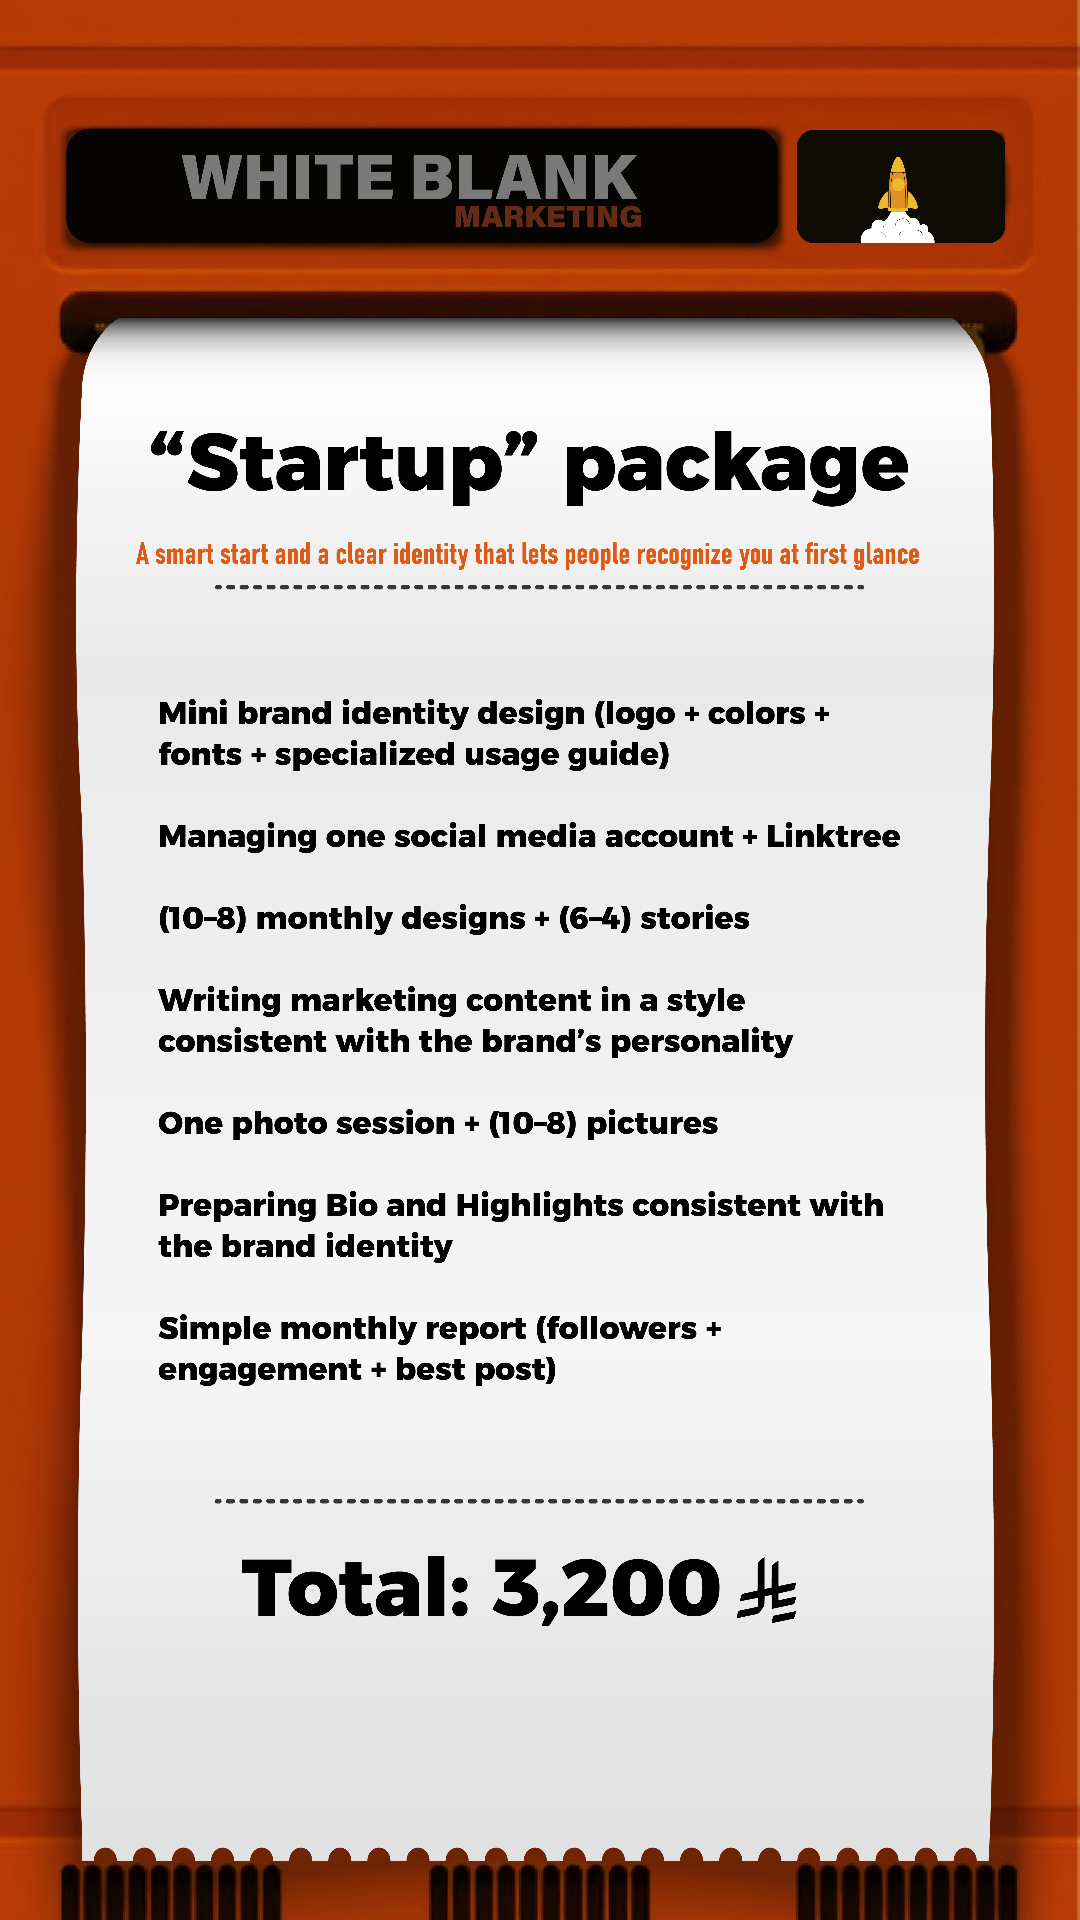 WHITE BLANK
MARKETING
“Startup” package
A smart start and a clear identity that lets people recognize you at first glance
Mini brand identity design (logo + colors +
fonts + specialized usage guide)
Managing one social media account + Linktree
(10–8) monthly designs + (6–4) stories
Writing marketing content in a style
consistent with the brand’s personality
One photo session + (10–8) pictures
Preparing Bio and Highlights consistent with
the brand identity
Simple monthly report (followers +
engagement + best post)
Total: 3,200 ⃁